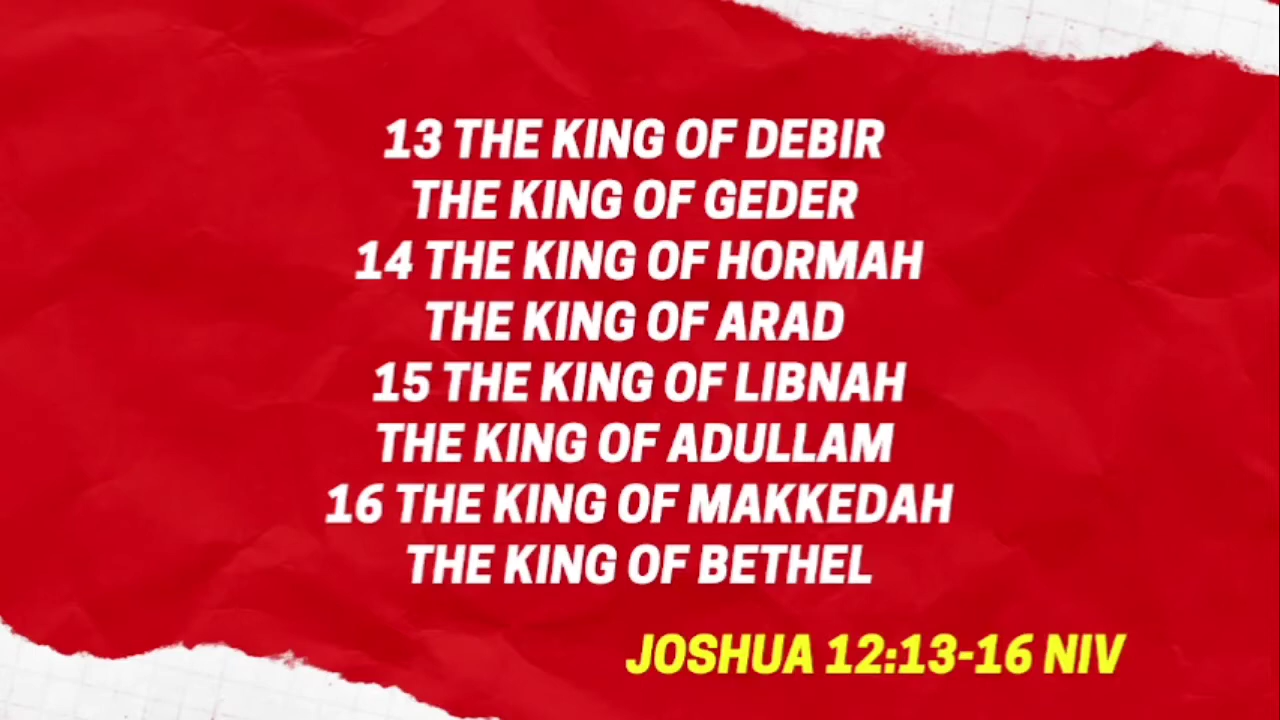 13 THE KING OF DEBIR
THE KING OF GEDER
14 THE KING OF HORMAH
THE KING OF ARAD
15 THE KING OF LIBNAH
THE KING OF ADULLAM
16 THE KING OF MAKKEDAH
THE KING OF BETHEL
JOSHUA 12:13-16 NIV